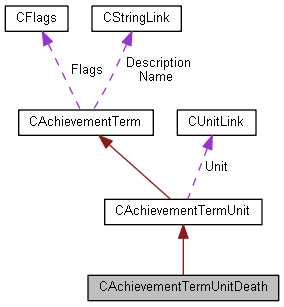 CFlags
CStringLink
Flags
Description
Name
CAchievementTerm
CUnitLink
Unit
CAchievementTermUnit
CAchievementTermUnitDeath